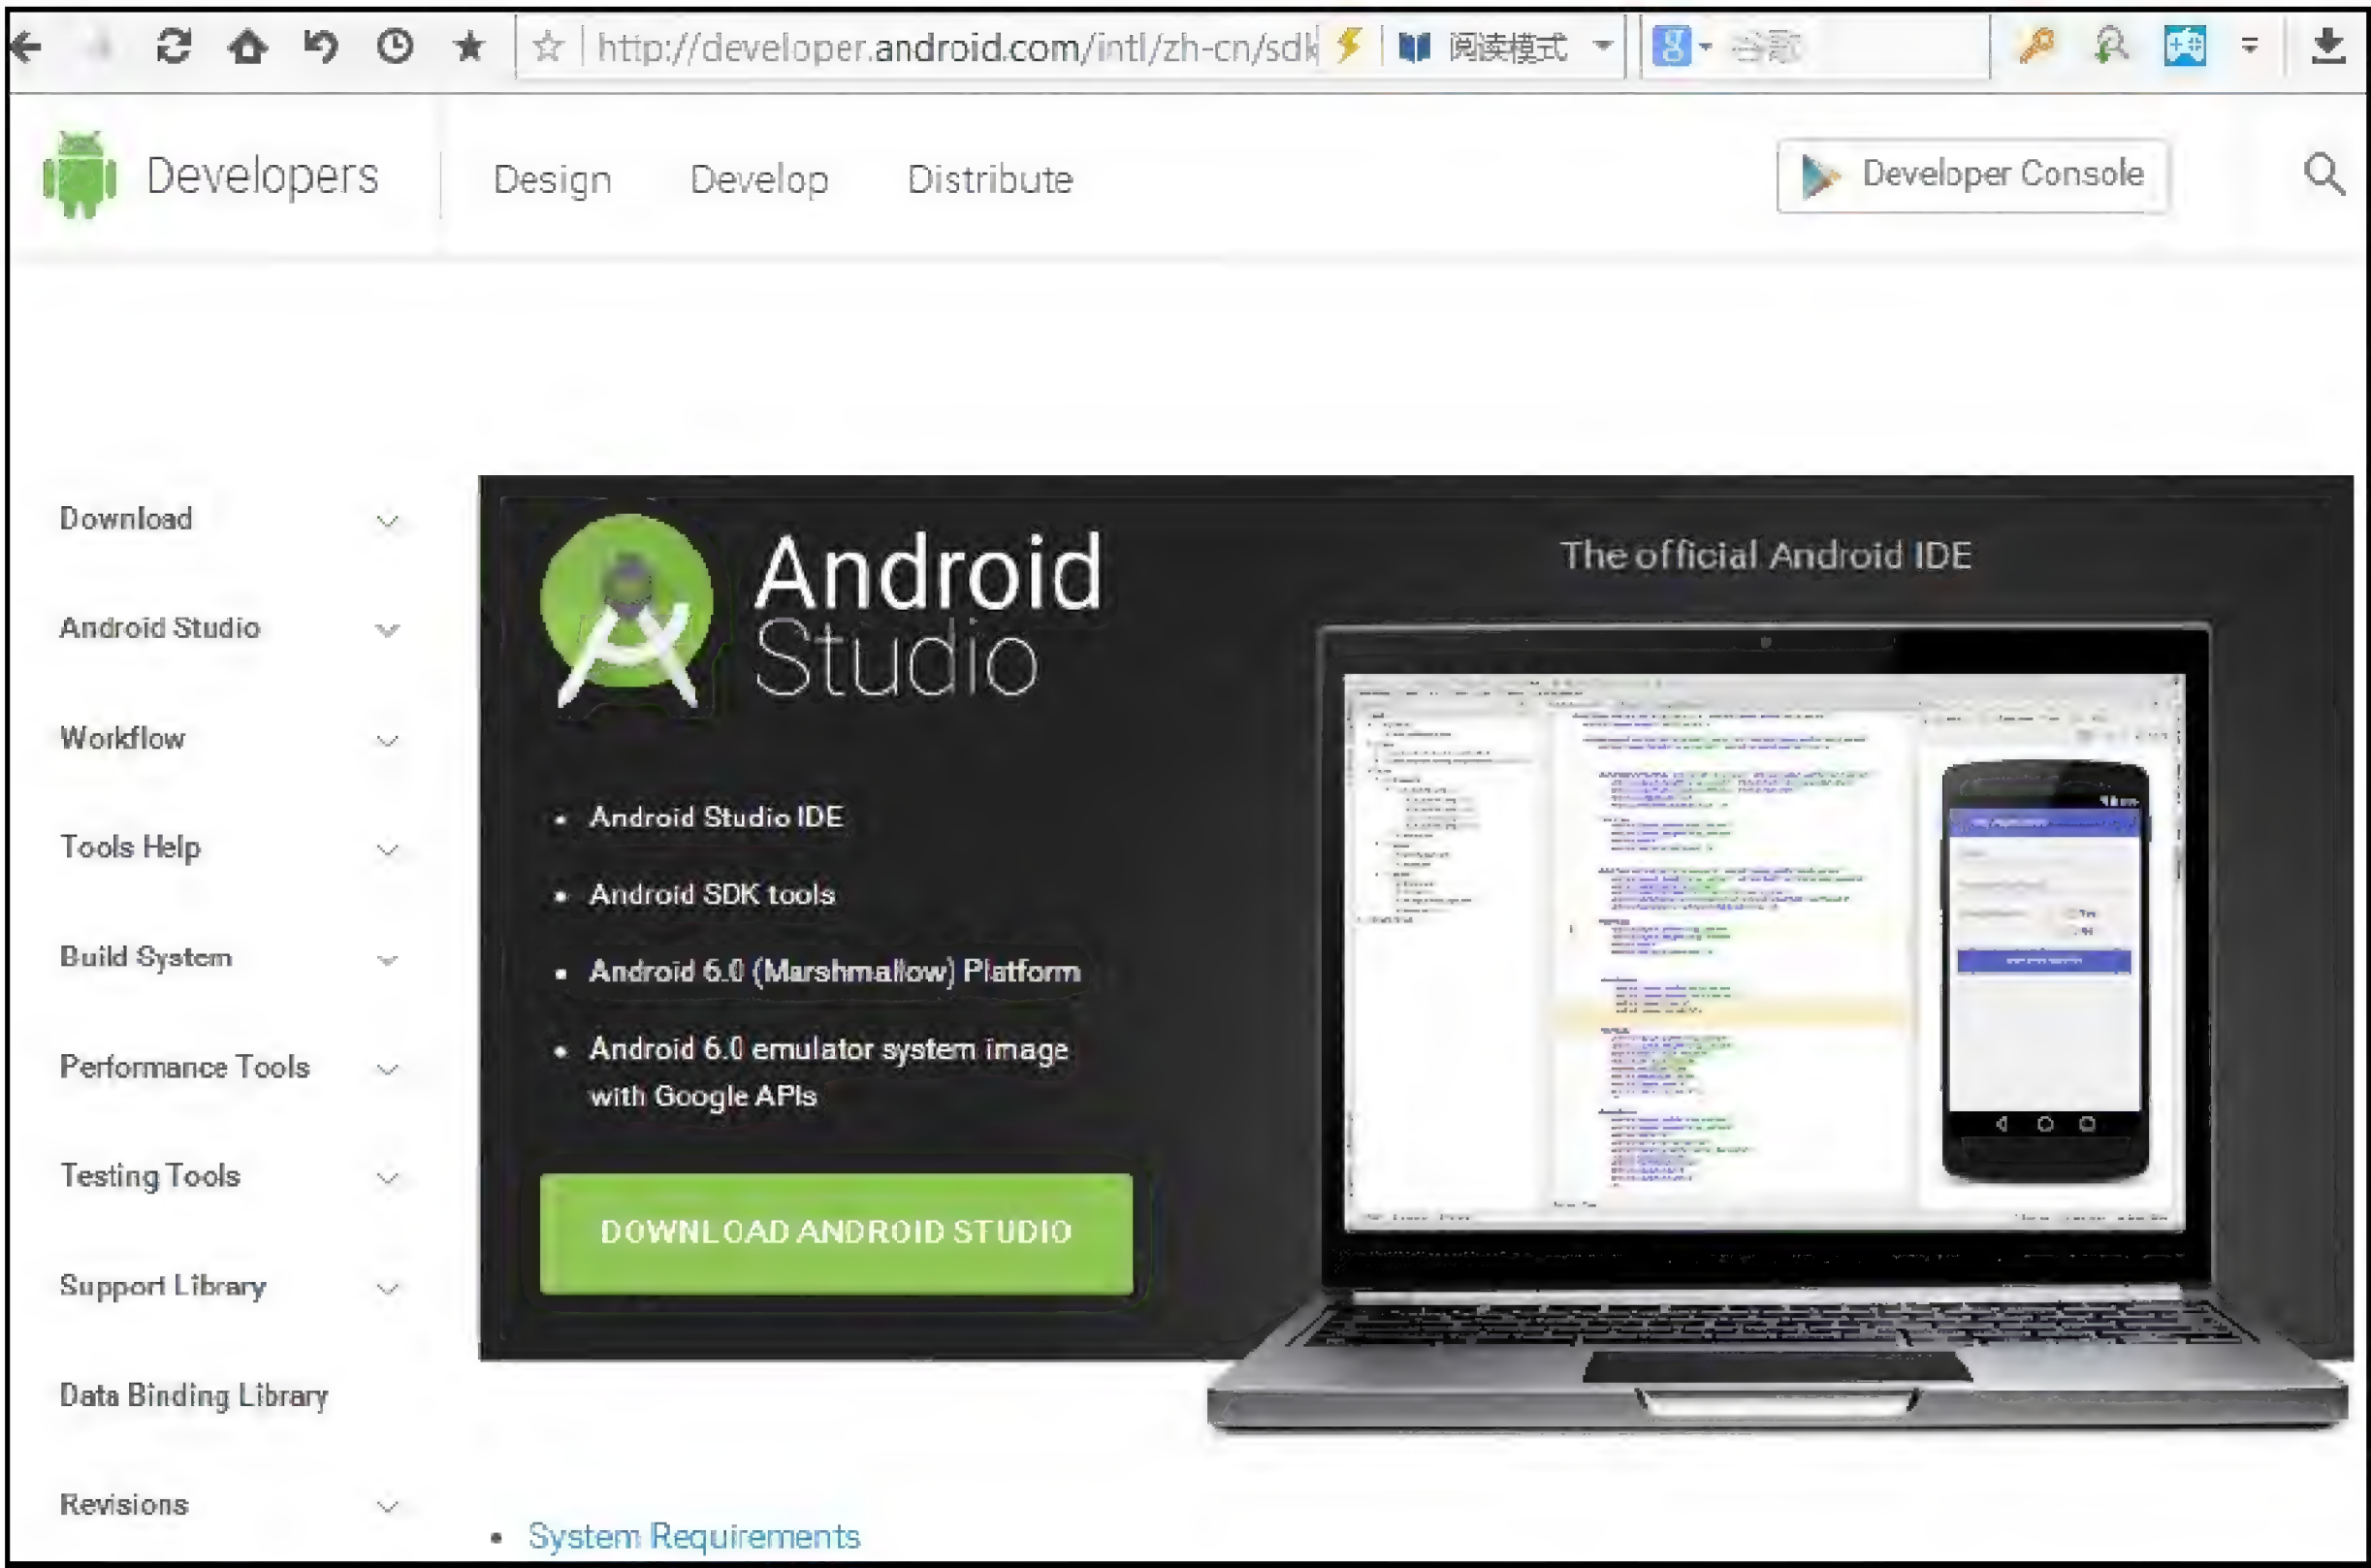 http://developer.android.com/intl/zh-cn/sdk 阅读模式 谷歌
Developers Design Develop Distribute Developer Console
Download
Android Studio
Workflow
Tools Help
Build System
Performance Tools
Testing Tools
Support Library
Data Binding Library
Revisions
Android
Studio
The official Android IDE
• Android Studio IDE
• Android SDK tools
• Android 6.0 (Marshmallow) Platform
• Android 6.0 emulator system image
with Google APIs
DOWNLOAD ANDROID STUDIO
• System Requirements